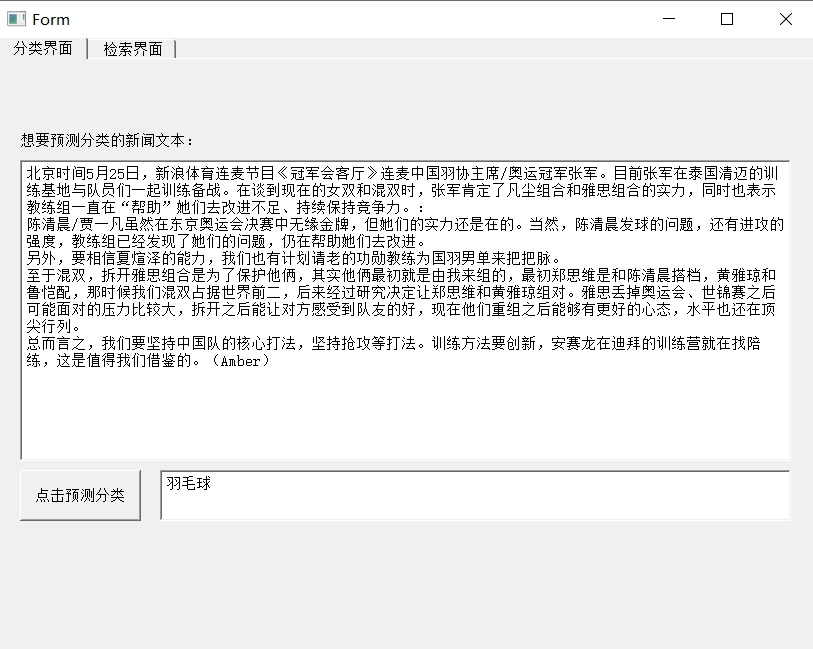 Form
分类界面 检索界面
想要预测分类的新闻文本：
北京时间5月25日，新浪体育连麦节目《冠军会客厅》连麦中国羽协主席/奥运冠军张军。目前张军在泰国清迈的训
练基地与队员们一起训练备战。在谈到现在的女双和混双时，张军肯定了凡尘组合和雅思组合的实力，同时也表示
教练组一直在“帮助”她们去改进不足、持续保持竞争力。：
陈清晨/贾一凡虽然在东京奥运会决赛中无缘金牌，但她们的实力还是在的。当然，陈清晨发球的问题，还有进攻的
强度，教练组已经发现了她们的问题，仍在帮助她们去改进。
另外，要相信夏煊泽的能力，我们也有计划请老的功勋教练为国羽男单来把把脉。
至于混双，拆开雅思组合是为了保护他俩，其实他俩最初就是由我来组的，最初郑思维是和陈清晨搭档，黄雅琼和
鲁恺配，那时候我们混双占据世界前二，后来经过研究决定让郑思维和黄雅琼组对。雅思丢掉奥运会、世锦赛之后
可能面对的压力比较大，拆开之后能让对方感受到队友的好，现在他们重组之后能够有更好的心态，水平也还在顶
尖行列。
总而言之，我们要坚持中国队的核心打法，坚持抢攻等打法。训练方法要创新，安赛龙在迪拜的训练营就在找陪
练，这是值得我们借鉴的。（Amber）
点击预测分类 羽毛球